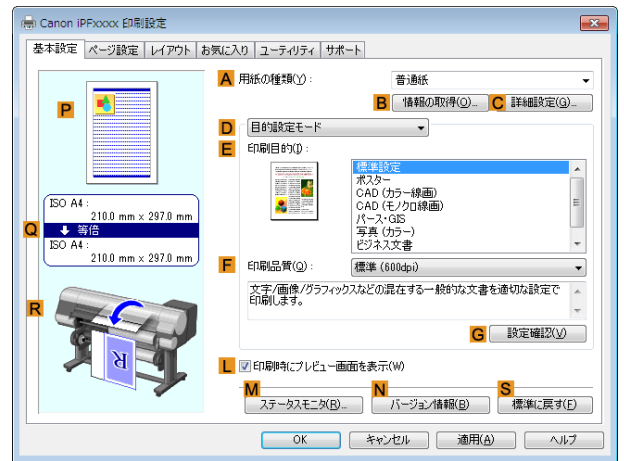 Canon iPFxxxx 印刷設定
基本設定 ページ設定 レイアウト お気に入り ユーティリティ サポート
A 用紙の種類(Y): 普通紙
B 情報の取得(O)... C 詳細設定(G)...
P
D 目的設定モード
E 印刷目的(I):
標準設定
ポスター
CAD (カラー線画)
CAD (モノクロ線画)
パース・GIS
写真 (カラー)
ビジネス文書
ISO A4 :
210.0 mm x 297.0 mm
Q 等倍
ISO A4 :
210.0 mm x 297.0 mm
F 印刷品質(Q): 標準 (600dpi)
文字/画像/グラフィックスなどの混在する一般的な文書を適切な設定で
印刷します。
R
R
G 設定確認(V)
L 印刷時にプレビュー画面を表示(W)
M N S
ステータスモニタ(R)... バージョン情報(B) 標準に戻す(F)
OK キャンセル 適用(A) ヘルプ